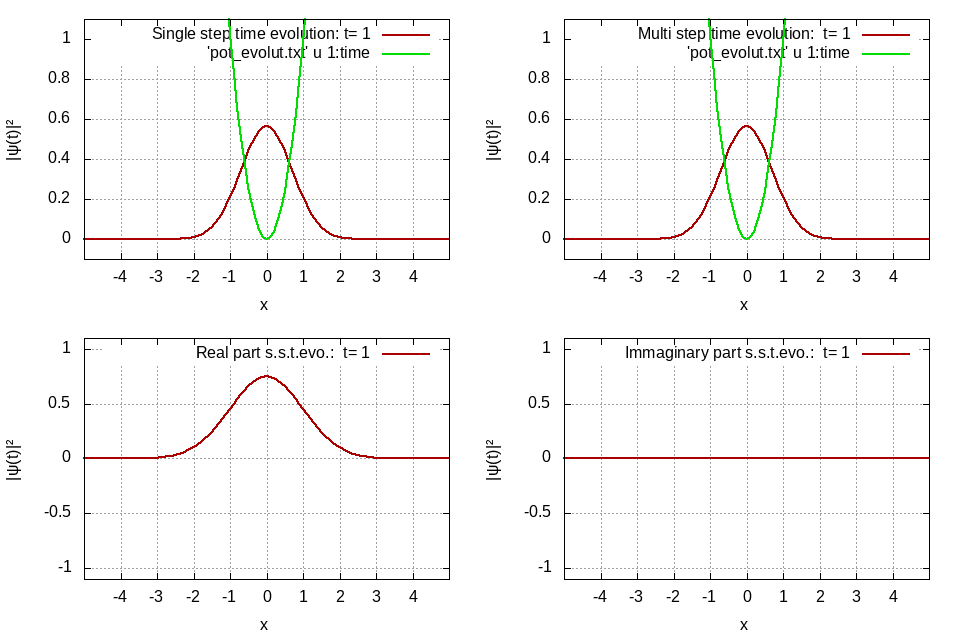 Single step time evolution: t= 1
'pot_evolut.txt' u 1:time
1
0.8
0.6
0.4
0.2
0
|ψ(t)|²
-4 -3 -2 -1 0 1 2 3 4
x
Multi step time evolution: t= 1
'pot_evolut.txt' u 1:time
1
0.8
0.6
0.4
0.2
0
|ψ(t)|²
-4 -3 -2 -1 0 1 2 3 4
x
Real part s.s.t.evo.: t= 1
1
0.5
0
-0.5
-1
|ψ(t)|²
-4 -3 -2 -1 0 1 2 3 4
x
Immaginary part s.s.t.evo.: t= 1
1
0.5
0
-0.5
-1
|ψ(t)|²
-4 -3 -2 -1 0 1 2 3 4
x